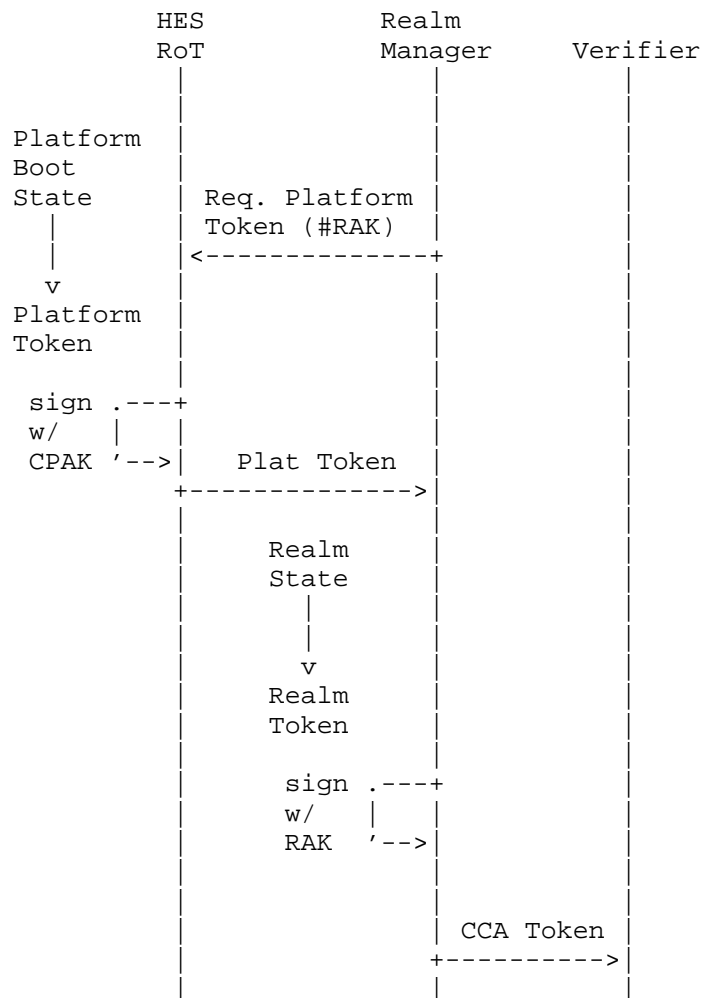 HES Realm
RoT Manager Verifier
Platform
Boot
State Req. Platform
Token (#RAK)
v
Platform
Token
sign
w/
CPAK Plat Token
Realm
State
v
Realm
Token
sign
w/
RAK
CCA Token